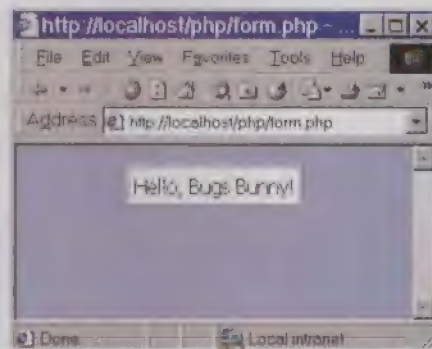 http://localhost/php/form.php - ...
File Edit View Favorites Tools Help
Address http://localhost/php/form.php
Hello, Bugs Bunny!
Done Local intranet